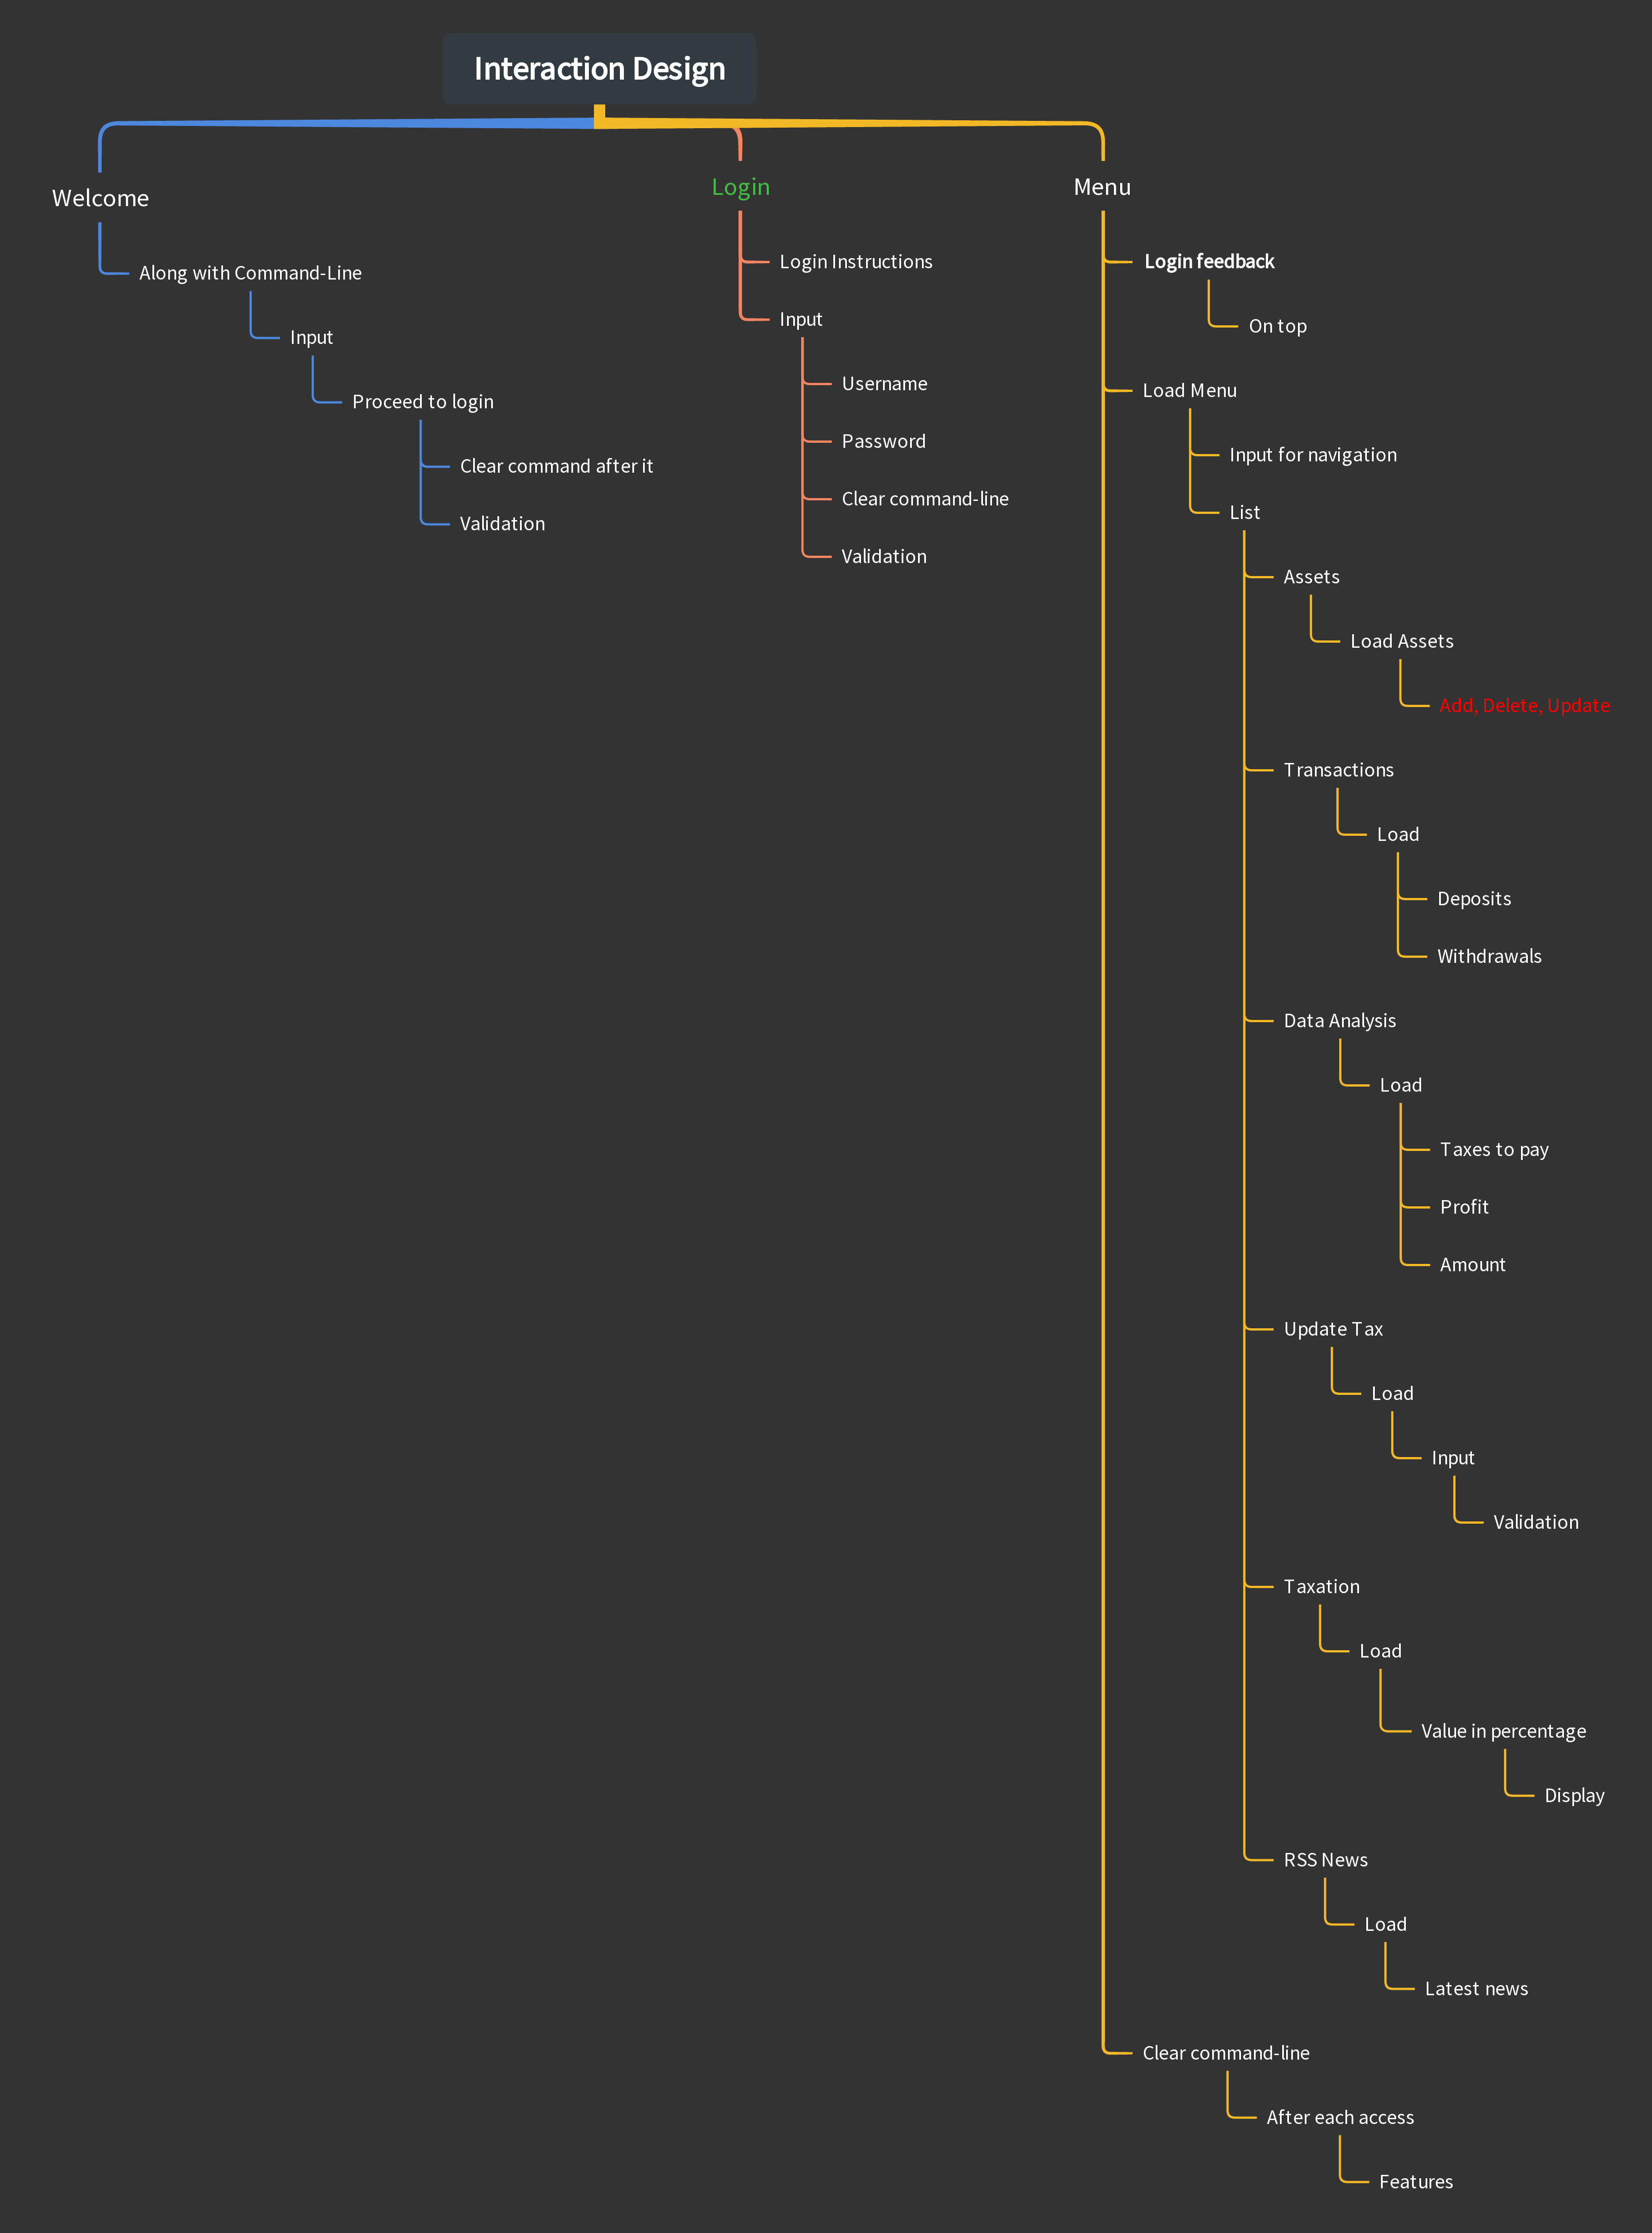 Interaction Design
Welcome
Along with Command-Line
Input
Proceed to login
Clear command after it
Validation
Login
Login Instructions
Input
Username
Password
Clear command-line
Validation
Menu
Login feedback
On top
Load Menu
Input for navigation
List
Assets
Load Assets
Add, Delete, Update
Transactions
Load
Deposits
Withdrawals
Data Analysis
Load
Taxes to pay
Profit
Amount
Update Tax
Load
Input
Validation
Taxation
Load
Value in percentage
Display
RSS News
Load
Latest news
Clear command-line
After each access
Features